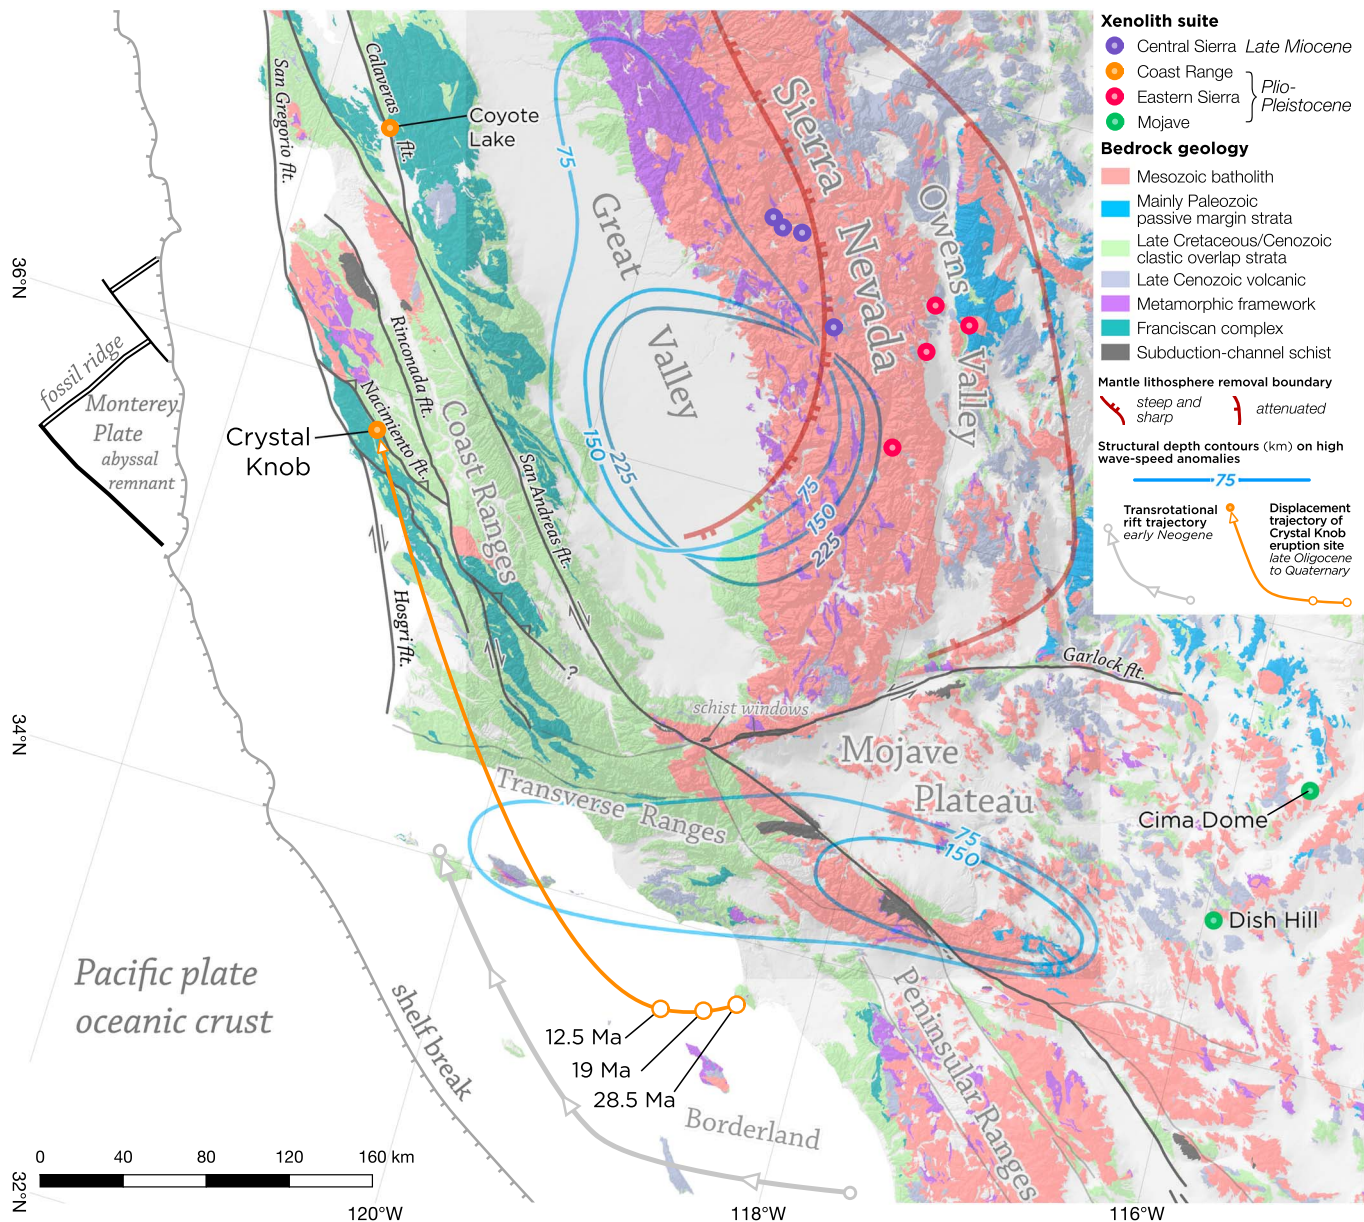 Xenolith suite
Central Sierra Late Miocene
Coast Range
Eastern Sierra
Mojave
Plio-
Pleistocene
Bedrock geology
Mesozoic batholith
Mainly Paleozoic
passive margin strata
Late Cretaceous/Cenozoic
clastic overlap strata
Late Cenozoic volcanic
Metamorphic framework
Franciscan complex
Subduction-channel schist
Mantle lithosphere removal boundary
steep and
sharp
attenuated
Structural depth contours (km) on high
wave-speed anomalies
75
Transrotational
rift trajectory
early Neogene
Displacement
trajectory of
Crystal Knob
eruption site
late Oligocene
to Quaternary
San Gregorio flt.
Calaveras flt.
Coyote
Lake
75
Great
Valley
Sierra
Nevada
Owens
Valley
36°N
fossil ridge
Monterey
Plate
abyssal
remnant
Rinconada flt.
Nacimiento flt.
Crystal
Knob
Coast Ranges
San Andreas flt.
150
225
75
150
225
Hosgri flt.
?
Garlock flt.
schist windows
34°N
Mojave
Plateau
Transverse Ranges
75
150
Cima Dome
Dish Hill
Pacific plate
oceanic crust
shelf break
12.5 Ma
19 Ma
28.5 Ma
Borderland
Peninsular Ranges
0 40 80 120 160 km
32°N
120°W 118°W 116°W